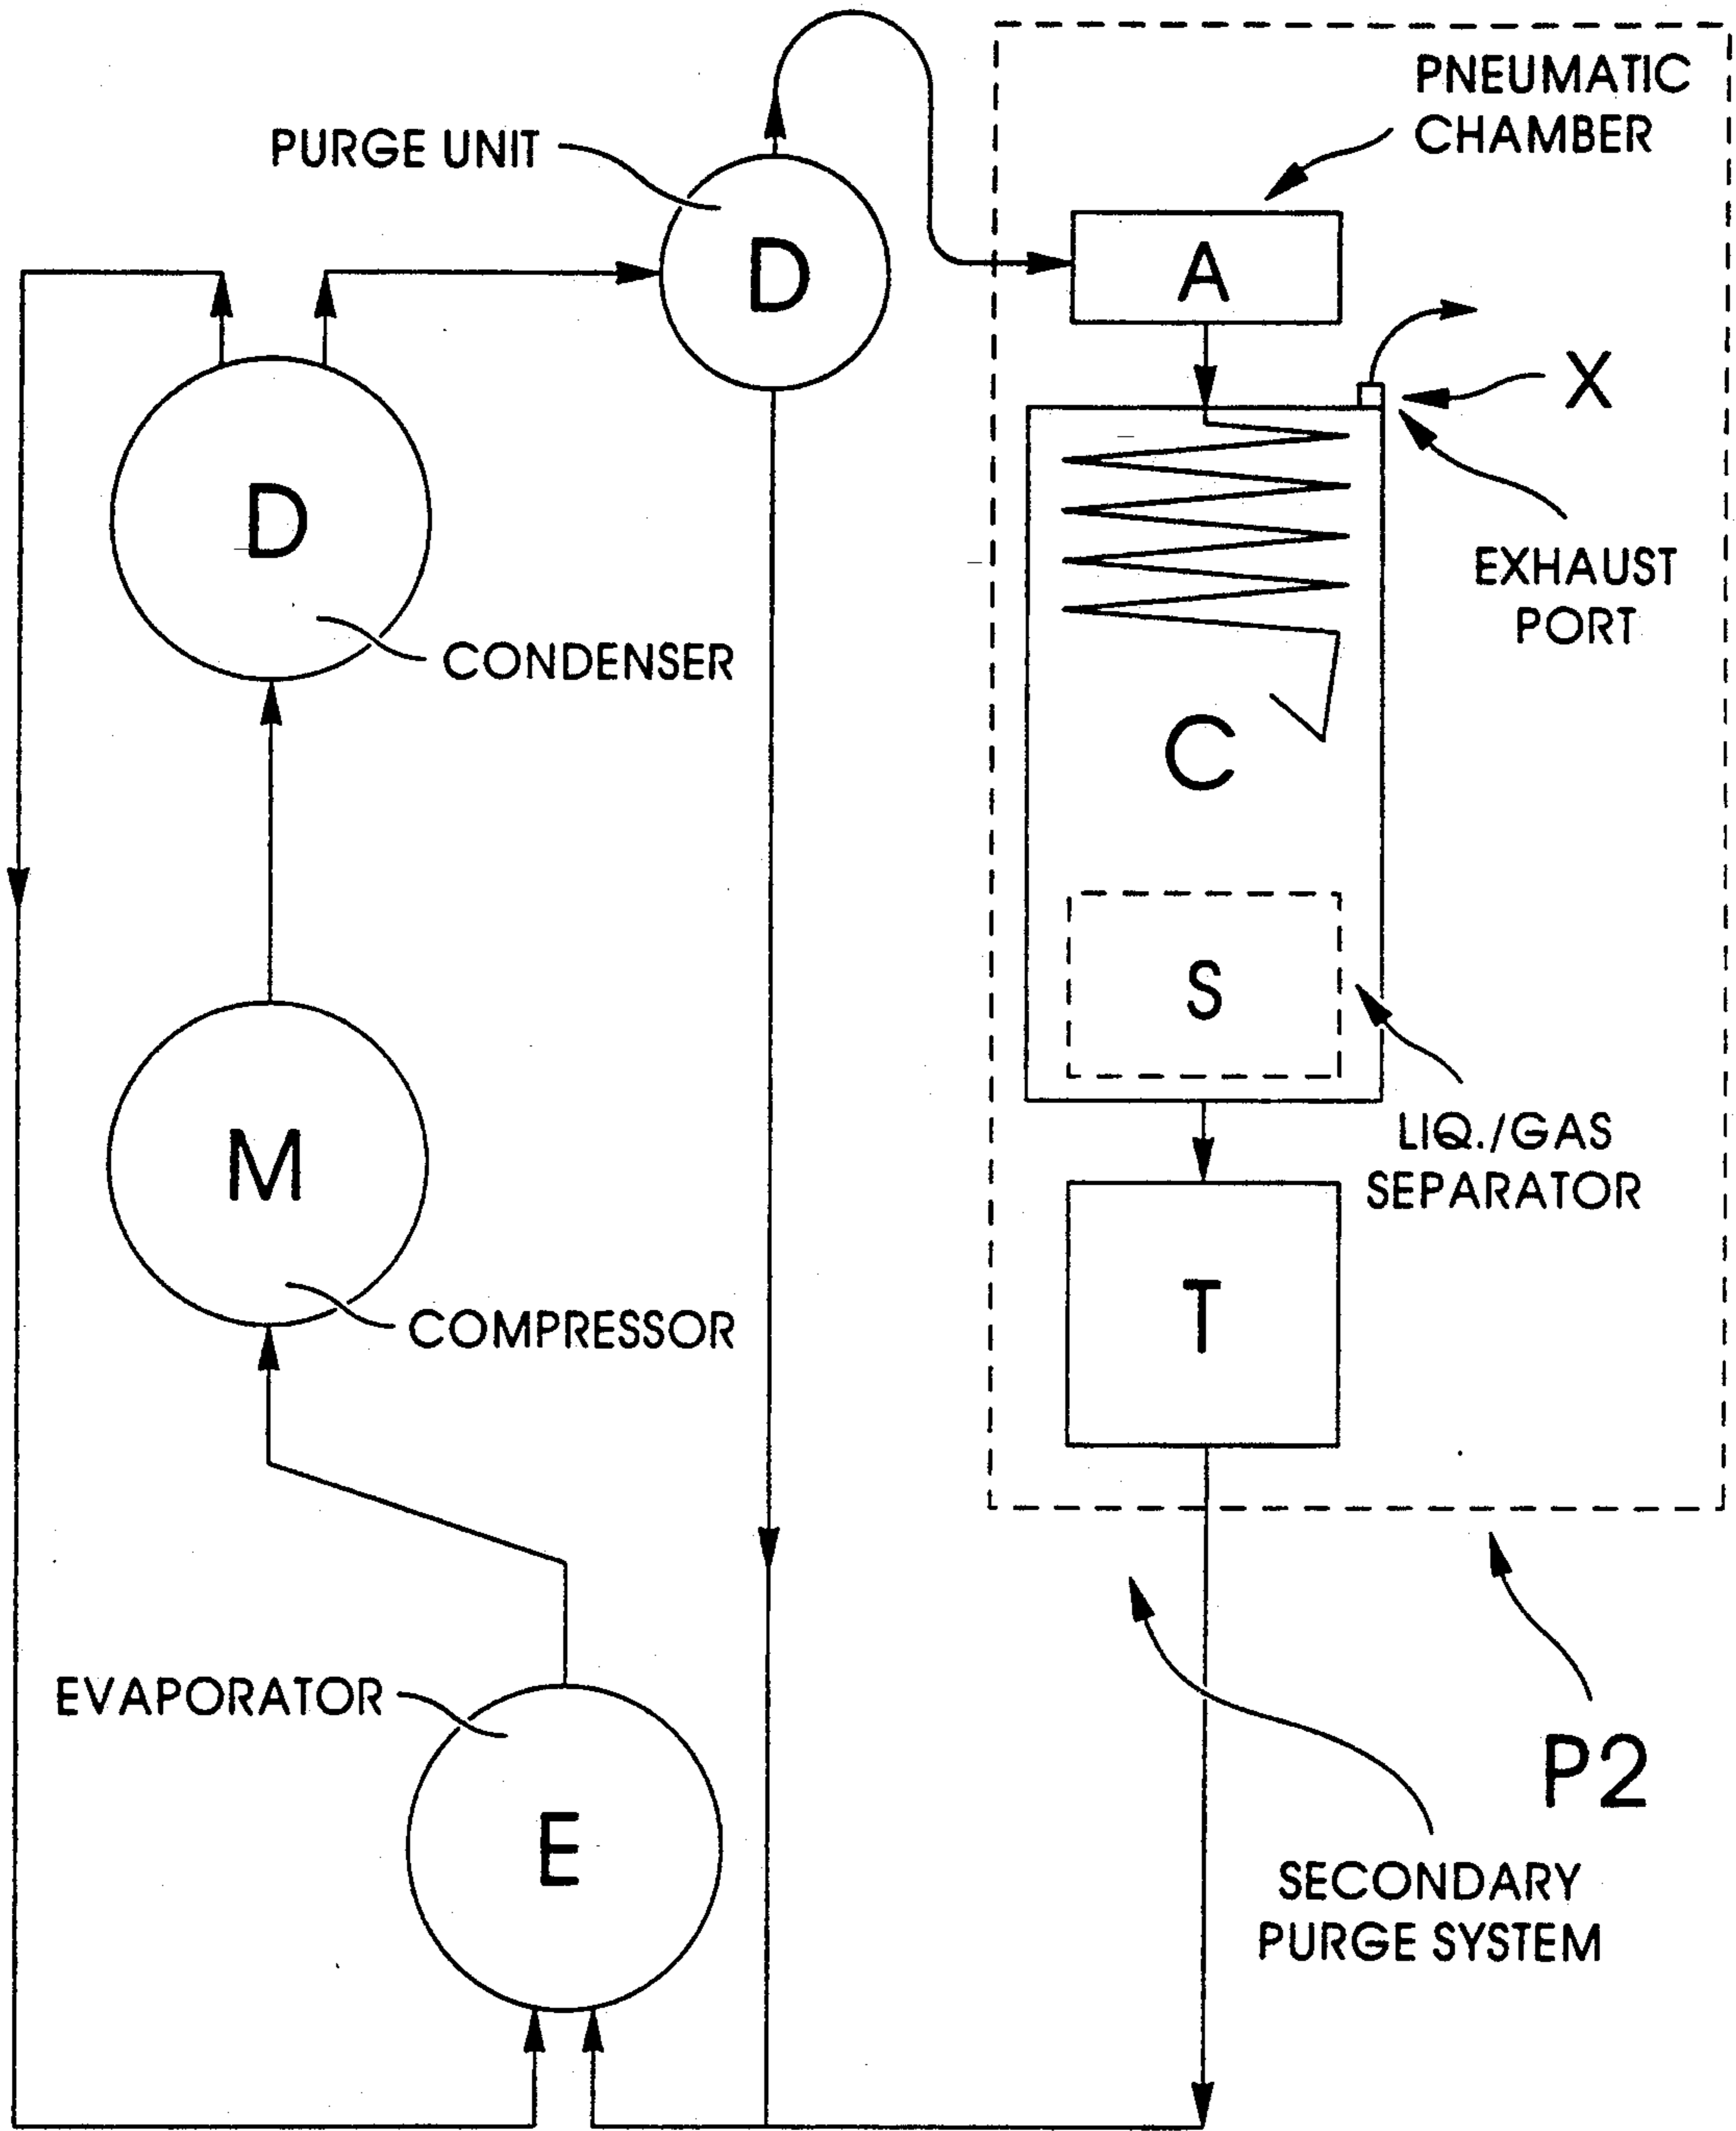 PNEUMATIC
CHAMBER
PURGE UNIT
D
A
X
D
EXHAUST
PORT
CONDENSER
C
S
LIQ./GAS
SEPARATOR
M
T
COMPRESSOR
EVAPORATOR
P2
E
SECONDARY
PURGE SYSTEM